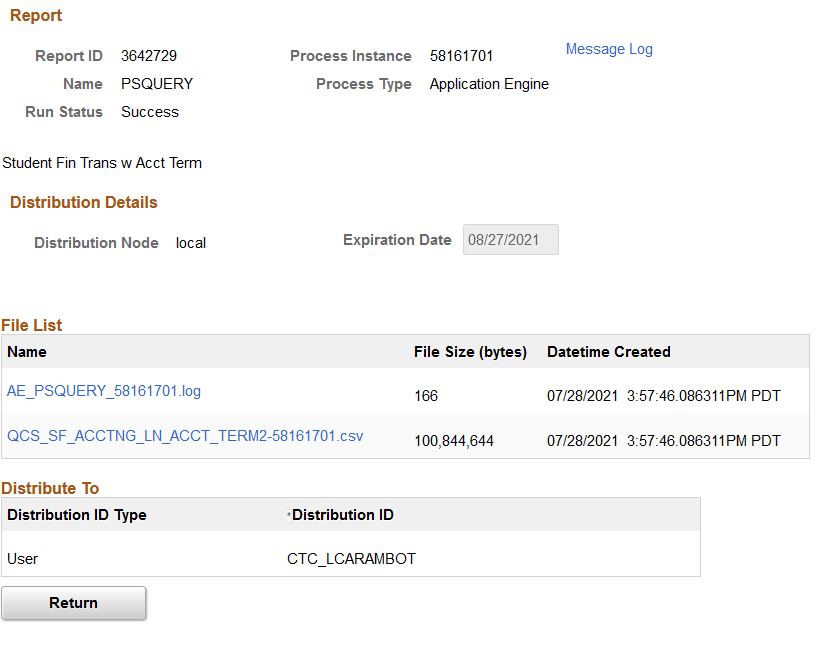 Report
Report ID 3642729 Process Instance 58161701 Message Log
Name PSQUERY Process Type Application Engine
Run Status Success
Student Fin Trans w Acct Term
Distribution Details
Distribution Node local Expiration Date 08/27/2021
File List
Name File Size (bytes) Datetime Created
AE_PSQUERY_58161701.log 166 07/28/2021 3:57:46.086311PM PDT
QCS_SF_ACCTNG_LN_ACCT_TERM2-58161701.csv 100,844,644 07/28/2021 3:57:46.086311PM PDT
Distribute To
Distribution ID Type *Distribution ID
User CTC_LCARAMBOT
Return